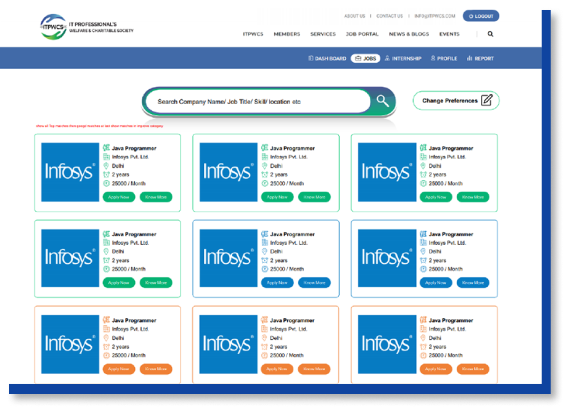 ABOUT US | CONTACT US | INFO@ITPWCS.COM LOGOUT
ITPWCS IT PROFESSIONAL'S
WELFARE & CHARITABLE SOCIETY
ITPWCS MEMBERS SERVICES JOB PORTAL NEWS & BLOGS EVENTS
DASH BOARD JOBS INTERNSHIP PROFILE REPORT
Search Company Name/ Job Title/ Skill/ location etc
Change Preferences
Infosys Java Programmer
Infosys Pvt. Ltd.
Delhi
2 years
25000 / Month
Apply Now Know More
Infosys Java Programmer
Infosys Pvt. Ltd.
Delhi
2 years
25000 / Month
Apply Now Know More
Infosys Java Programmer
Infosys Pvt. Ltd.
Delhi
2 years
25000 / Month
Apply Now Know More
Infosys Java Programmer
Infosys Pvt. Ltd.
Delhi
2 years
25000 / Month
Apply Now Know More
Infosys Java Programmer
Infosys Pvt. Ltd.
Delhi
2 years
25000 / Month
Apply Now Know More
Infosys Java Programmer
Infosys Pvt. Ltd.
Delhi
2 years
25000 / Month
Apply Now Know More
Infosys Java Programmer
Infosys Pvt. Ltd.
Delhi
2 years
25000 / Month
Apply Now Know More
Infosys Java Programmer
Infosys Pvt. Ltd.
Delhi
2 years
25000 / Month
Apply Now Know More
Infosys Java Programmer
Infosys Pvt. Ltd.
Delhi
2 years
25000 / Month
Apply Now Know More